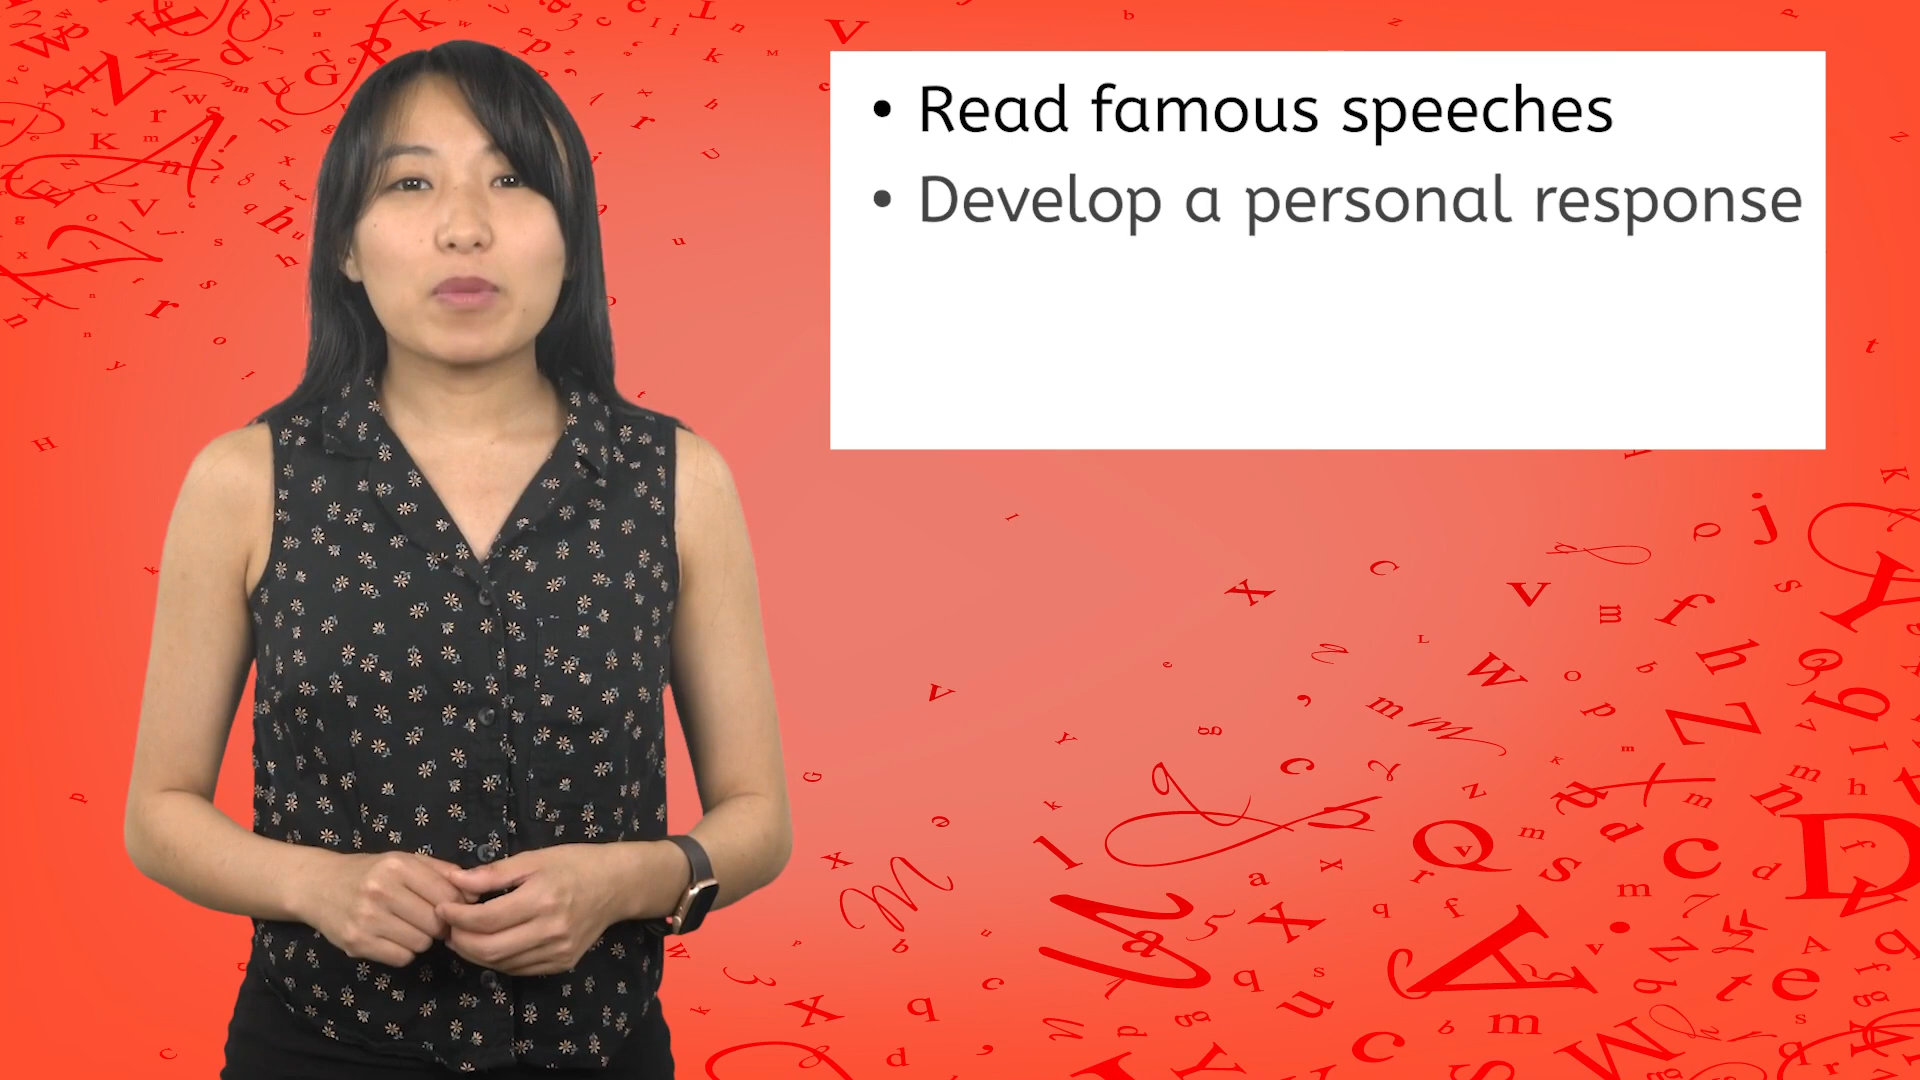 • Read famous speeches
• Develop a personal response